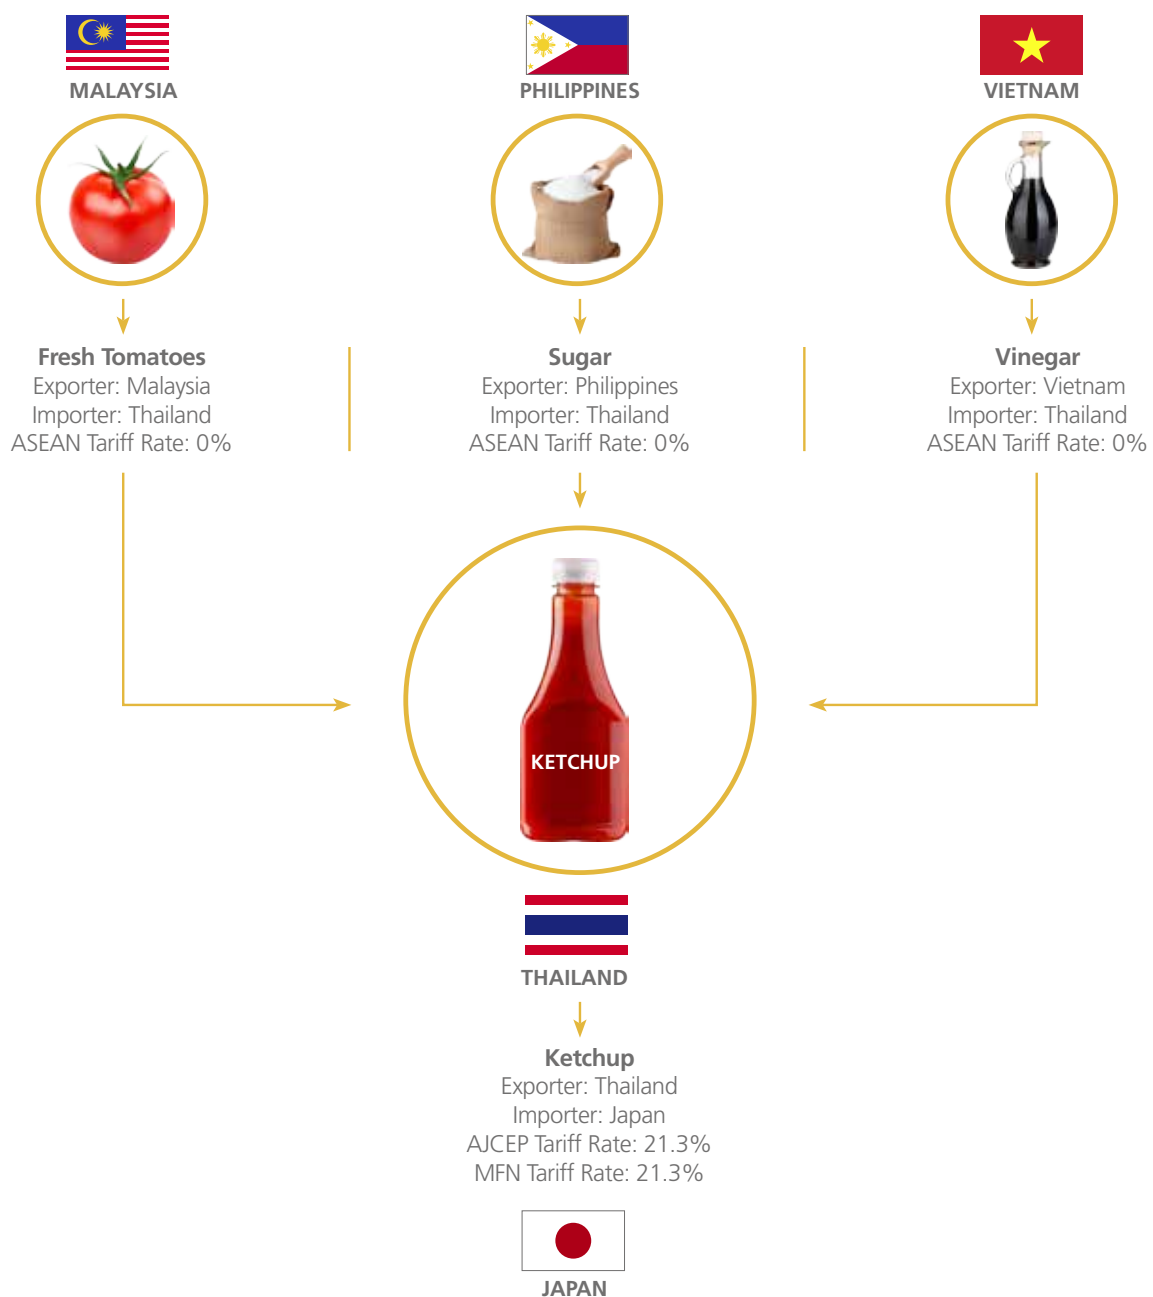 MALAYSIA
PHILIPPINES
VIETNAM
Fresh Tomatoes
Exporter: Malaysia
Importer: Thailand
ASEAN Tariff Rate: 0%
Sugar
Exporter: Philippines
Importer: Thailand
ASEAN Tariff Rate: 0%
Vinegar
Exporter: Vietnam
Importer: Thailand
ASEAN Tariff Rate: 0%
KETCHUP
THAILAND
Ketchup
Exporter: Thailand
Importer: Japan
AJCEP Tariff Rate: 21.3%
MFN Tariff Rate: 21.3%
JAPAN